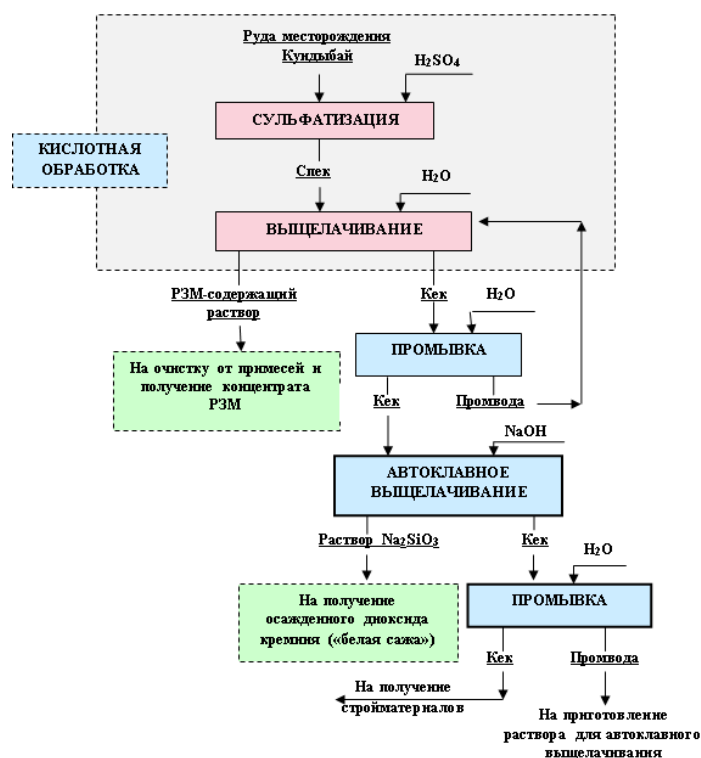 Руда месторождения
Кундыбай
H₂SO₄
СУЛЬФАТИЗАЦИЯ
КИСЛОТНАЯ
ОБРАБОТКА
Спек
H₂O
ВЫЩЕЛАЧИВАНИЕ
РЗМ-содержащий
раствор
Кек
H₂O
ПРОМЫВКА
На очистку от примесей и
получение концентрата
РЗМ
Кек
Промвода
NaOH
АВТОКЛАВНОЕ
ВЫЩЕЛАЧИВАНИЕ
Раствор Na₂SiO₃
Кек
H₂O
На получение
осажденного диоксида
кремния («белая сажа»)
ПРОМЫВКА
Кек
Промвода
На получение
стройматериалов
На приготовление
раствора для автоклавного
выщелачивания